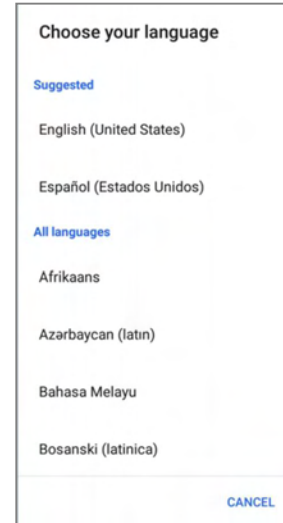 Choose your language
Suggested
English (United States)
Español (Estados Unidos)
All languages
Afrikaans
Azərbaycan (latın)
Bahasa Melayu
Bosanski (latinica)
CANCEL